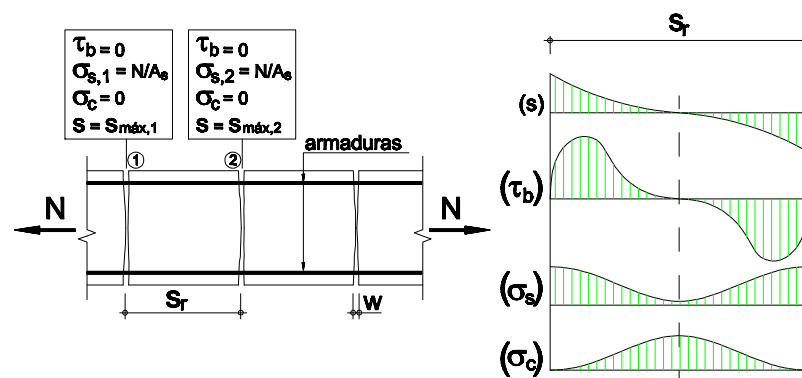 τb = 0
σs,1 = N/As
σc = 0
S = Smáx,1
τb = 0
σs,2 = N/As
σc = 0
S = Smáx,2
1
2
armaduras
N
N
Sr
W
Sr
(s)
(τb)
(σs)
(σc)